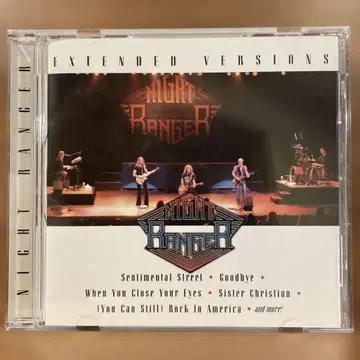 EXTENDED VERSIONS
NIGHT RANGER
NIGHT
RANGER
NIGHT
RANGER
Sentimental Street • Goodbye •
When You Close Your Eyes • Sister Christian •
(You Can Still) Rock In America • and more!